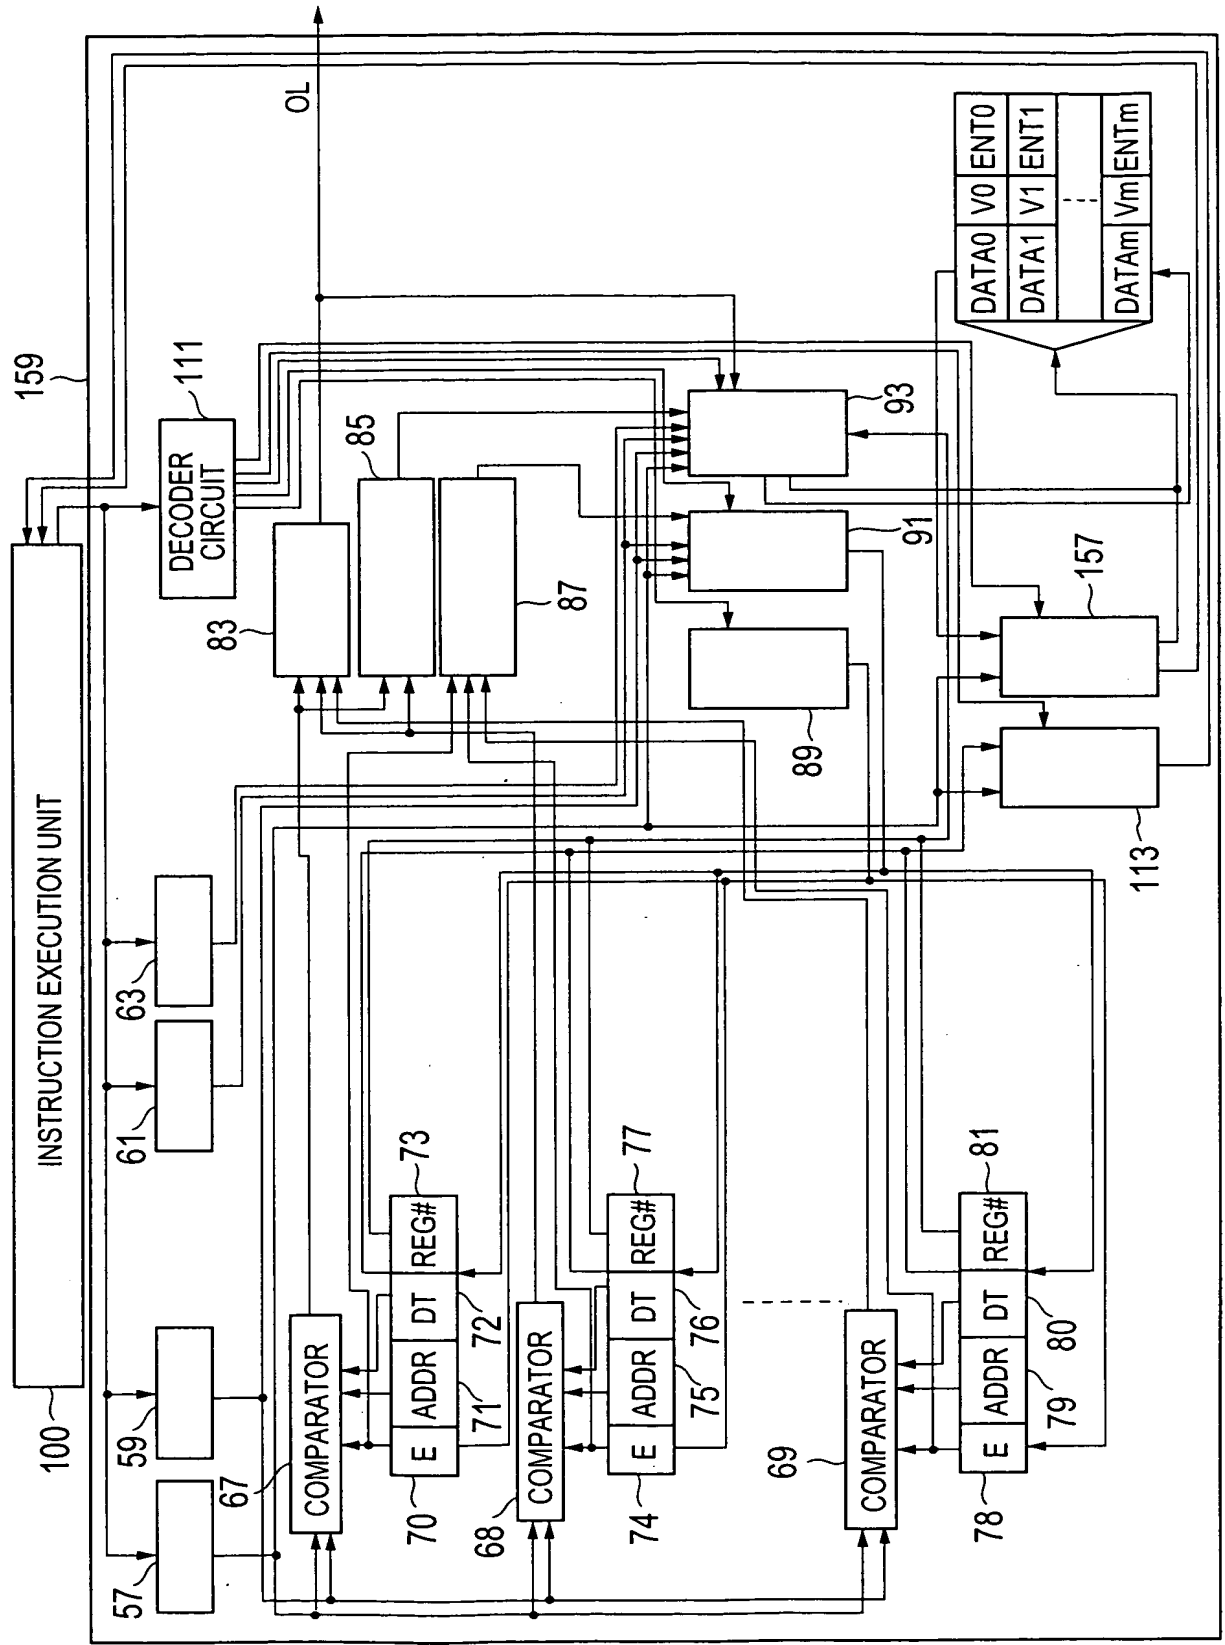 INSTRUCTION EXECUTION UNIT
100
159
57
59
61
63
DECODER
CIRCUIT
111
OL
67
COMPARATOR
83
85
87
70
E
ADDR
DT
REG#
71
72
73
68
COMPARATOR
74
E
ADDR
DT
REG#
75
76
77
89
91
93
69
COMPARATOR
78
E
ADDR
DT
REG#
79
80
81
113
157
DATA0 V0 ENT0
DATA1 V1 ENT1
DATAm Vm ENTm